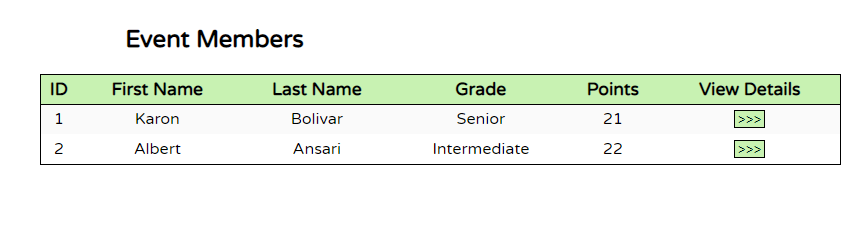 Event Members
ID First Name Last Name Grade Points View Details
1 Karon Bolivar Senior 21 >>>
2 Albert Ansari Intermediate 22 >>>